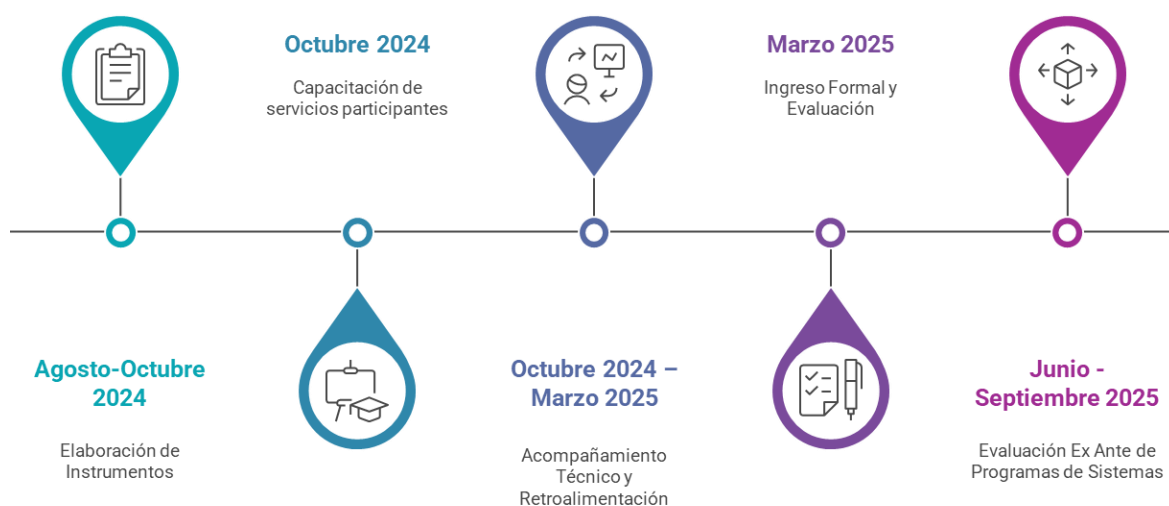 Agosto-Octubre
2024
Elaboración de
Instrumentos
Octubre 2024
Capacitación de
servicios participantes
Octubre 2024 –
Marzo 2025
Acompañamiento
Técnico y
Retroalimentación
Marzo 2025
Ingreso Formal y
Evaluación
Junio -
Septiembre 2025
Evaluación Ex Ante de
Programas de Sistemas